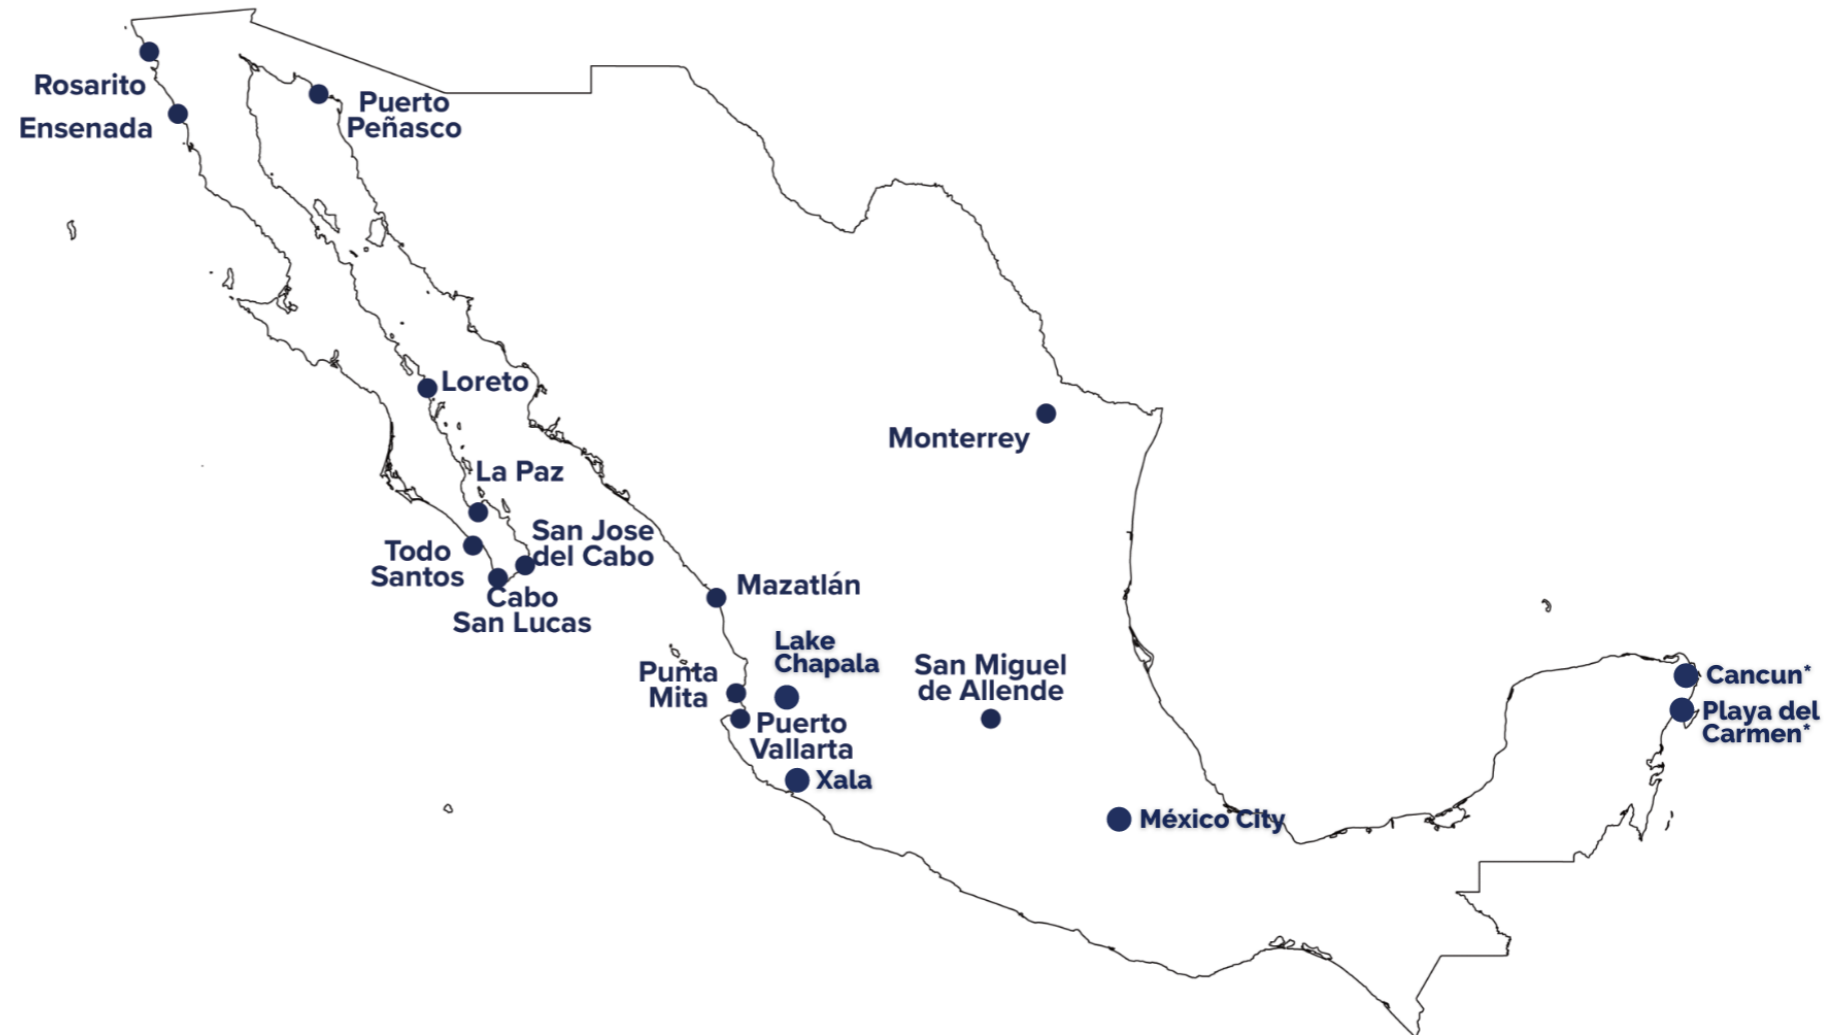 Rosarito
Ensenada
Puerto
Peñasco
Loreto
Monterrey
La Paz
San Jose
del Cabo
Todo
Santos
Cabo
San Lucas
Mazatlán
Lake
Chapala
Punta
Mita
San Miguel
de Allende
Cancun*
Playa del
Carmen*
Puerto
Vallarta
Xala
México City